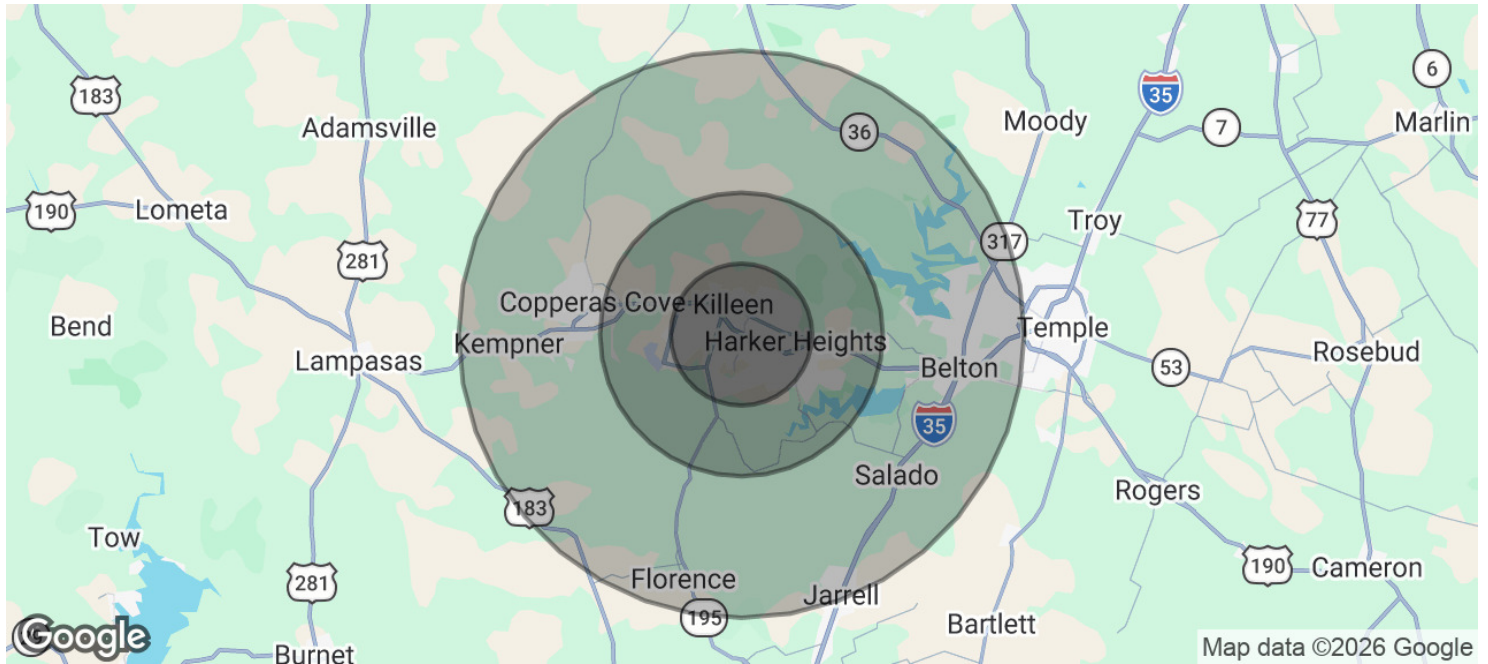 6
183
35
Adamsville
Moody
36
7
Marlin
190
Lometa
Troy
77
317
281
Copperas Cove
Killeen
Bend
Temple
Kempner
Harker Heights
Lampasas
Belton
53
Rosebud
35
Salado
Rogers
183
Tow
190
Cameron
281
Florence
Jarrell
195
Bartlett
Google
Burnet
Map data ©2026 Google